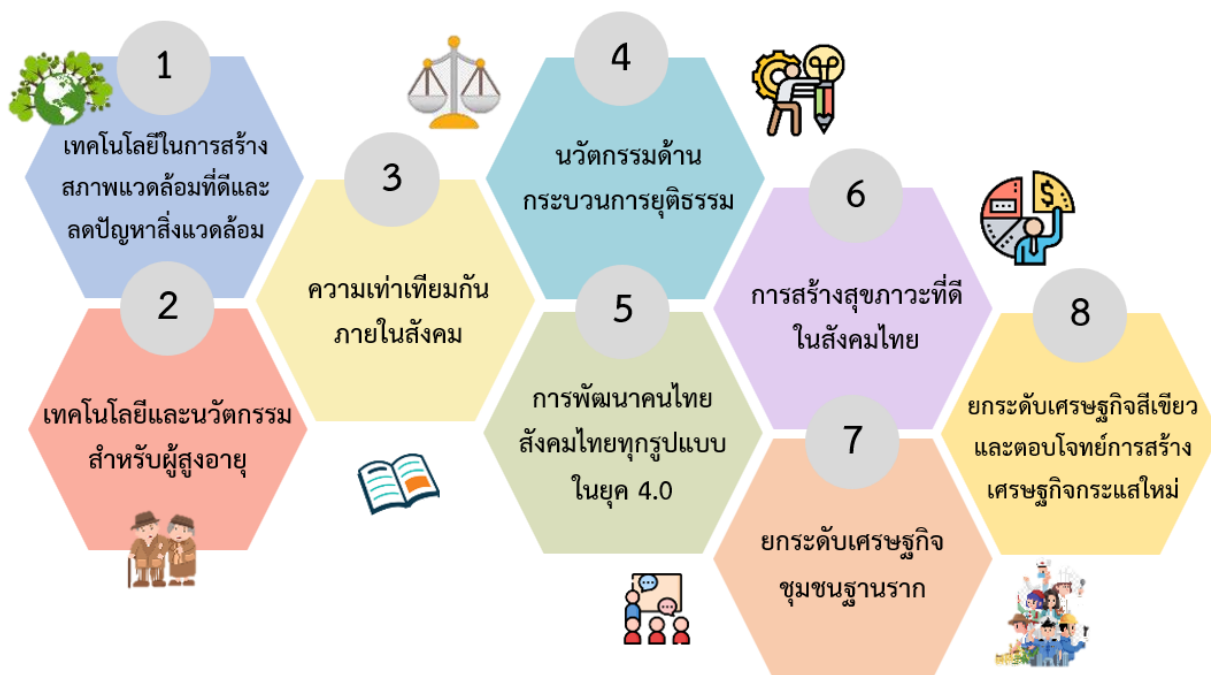 1
เทคโนโลยีในการสร้าง
สภาพแวดล้อมที่ดีและ
ลดปัญหาสิ่งแวดล้อม
2
เทคโนโลยีและนวัตกรรม
สำหรับผู้สูงอายุ
3
ความเท่าเทียมกัน
ภายในสังคม
4
นวัตกรรมด้าน
กระบวนการยุติธรรม
5
การพัฒนาคนไทย
สังคมไทยทุกรูปแบบ
ในยุค 4.0
6
การสร้างสุขภาวะที่ดี
ในสังคมไทย
7
ยกระดับเศรษฐกิจ
ชุมชนฐานราก
8
ยกระดับเศรษฐกิจสีเขียว
และตอบโจทย์การสร้าง
เศรษฐกิจกระแสใหม่
$